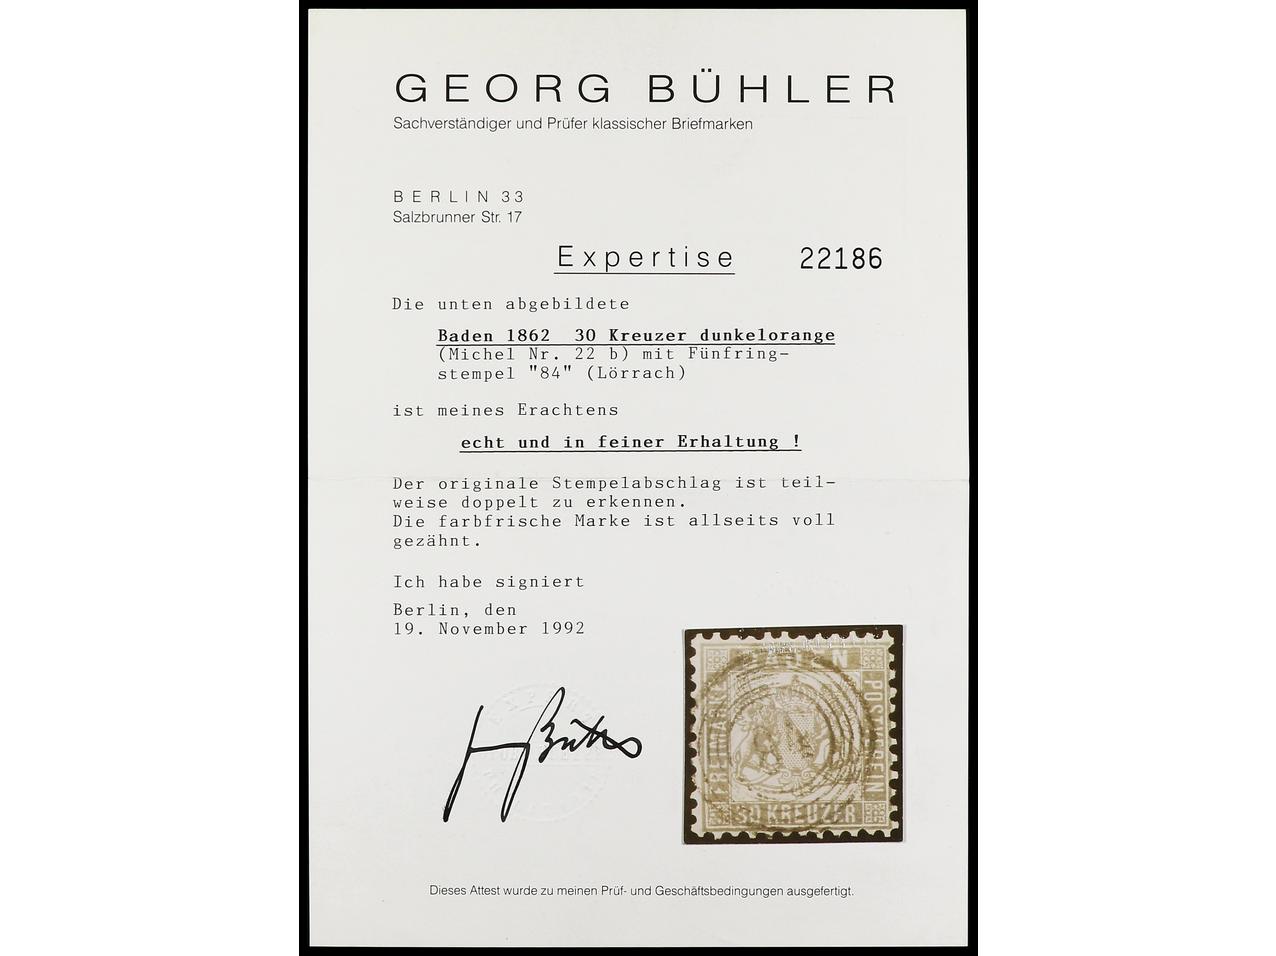 GEORG BÜHLER
Sachverständiger und Prüfer klassischer Briefmarken
BERLIN 33
Salzbrunner Str. 17
Expertise 22186
Die unten abgebildete
Baden 1862 30 Kreuzer dunkelorange
(Michel Nr. 22 b) mit Fünfring-
stempel "84" (Lörrach)
ist meines Erachtens
echt und in feiner Erhaltung !
Der originale Stempelabschlag ist teil-
weise doppelt zu erkennen.
Die farbfrische Marke ist allseits voll
gezähnt.
Ich habe signiert
Berlin, den
19. November 1992
BADEN
FREIMARKE
POSTVEREIN
30 KREUZER
Dieses Attest wurde zu meinen Prüf- und Geschäftsbedingungen ausgefertigt.